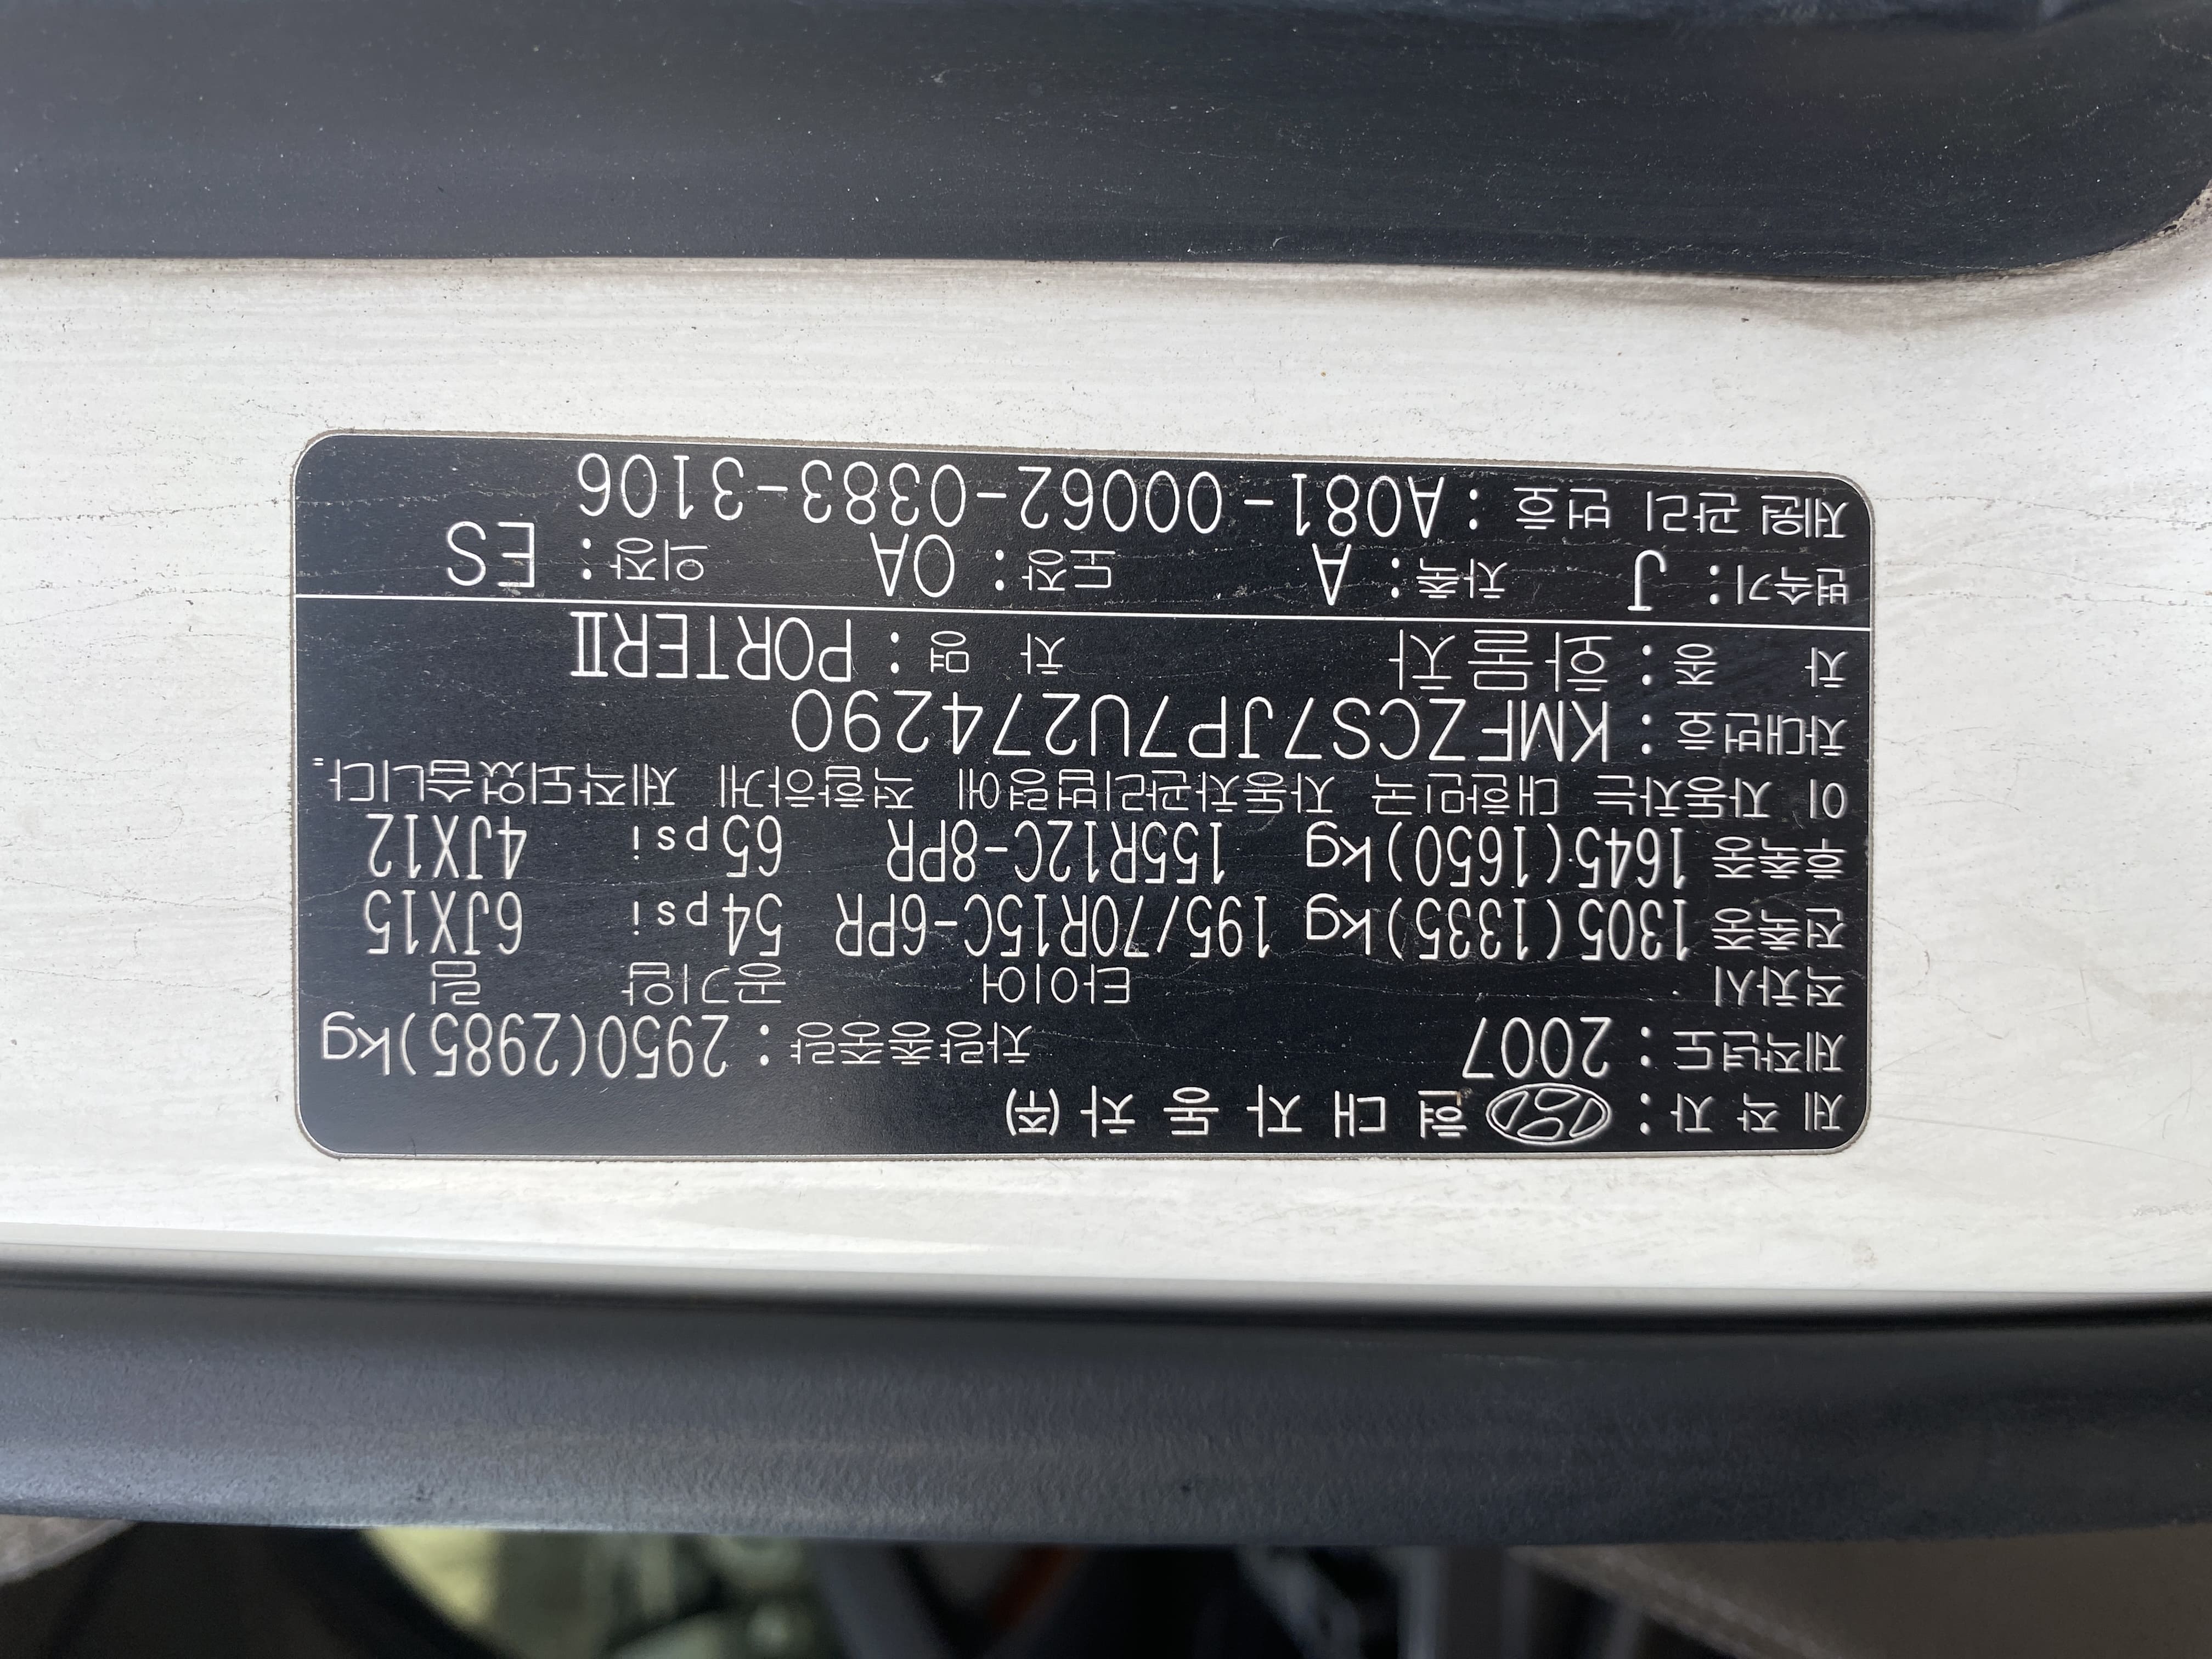 제 작 자 : 현 대 자 동 차 (주)
제작년도 : 2007 차량총중량 : 2950(2985)kg
적차시 타이어 공기압 림
전축중 1305(1335)kg 195/70R15C-6PR 54psi 6JX15
후축중 1645(1650)kg 155R12C-8PR 65psi 4JX12
이 자동차는 대한민국 자동차관리법령에 적합하게 제작되었습니다.
차대번호 : KMFZCS7JP7U274290
차 종 : 화물차 차 명 : PORTERⅡ
변속기 : J 차축 : A 도장 : OA 의장 : ES
제원 관리 번호 : A081-00062-0383-3106